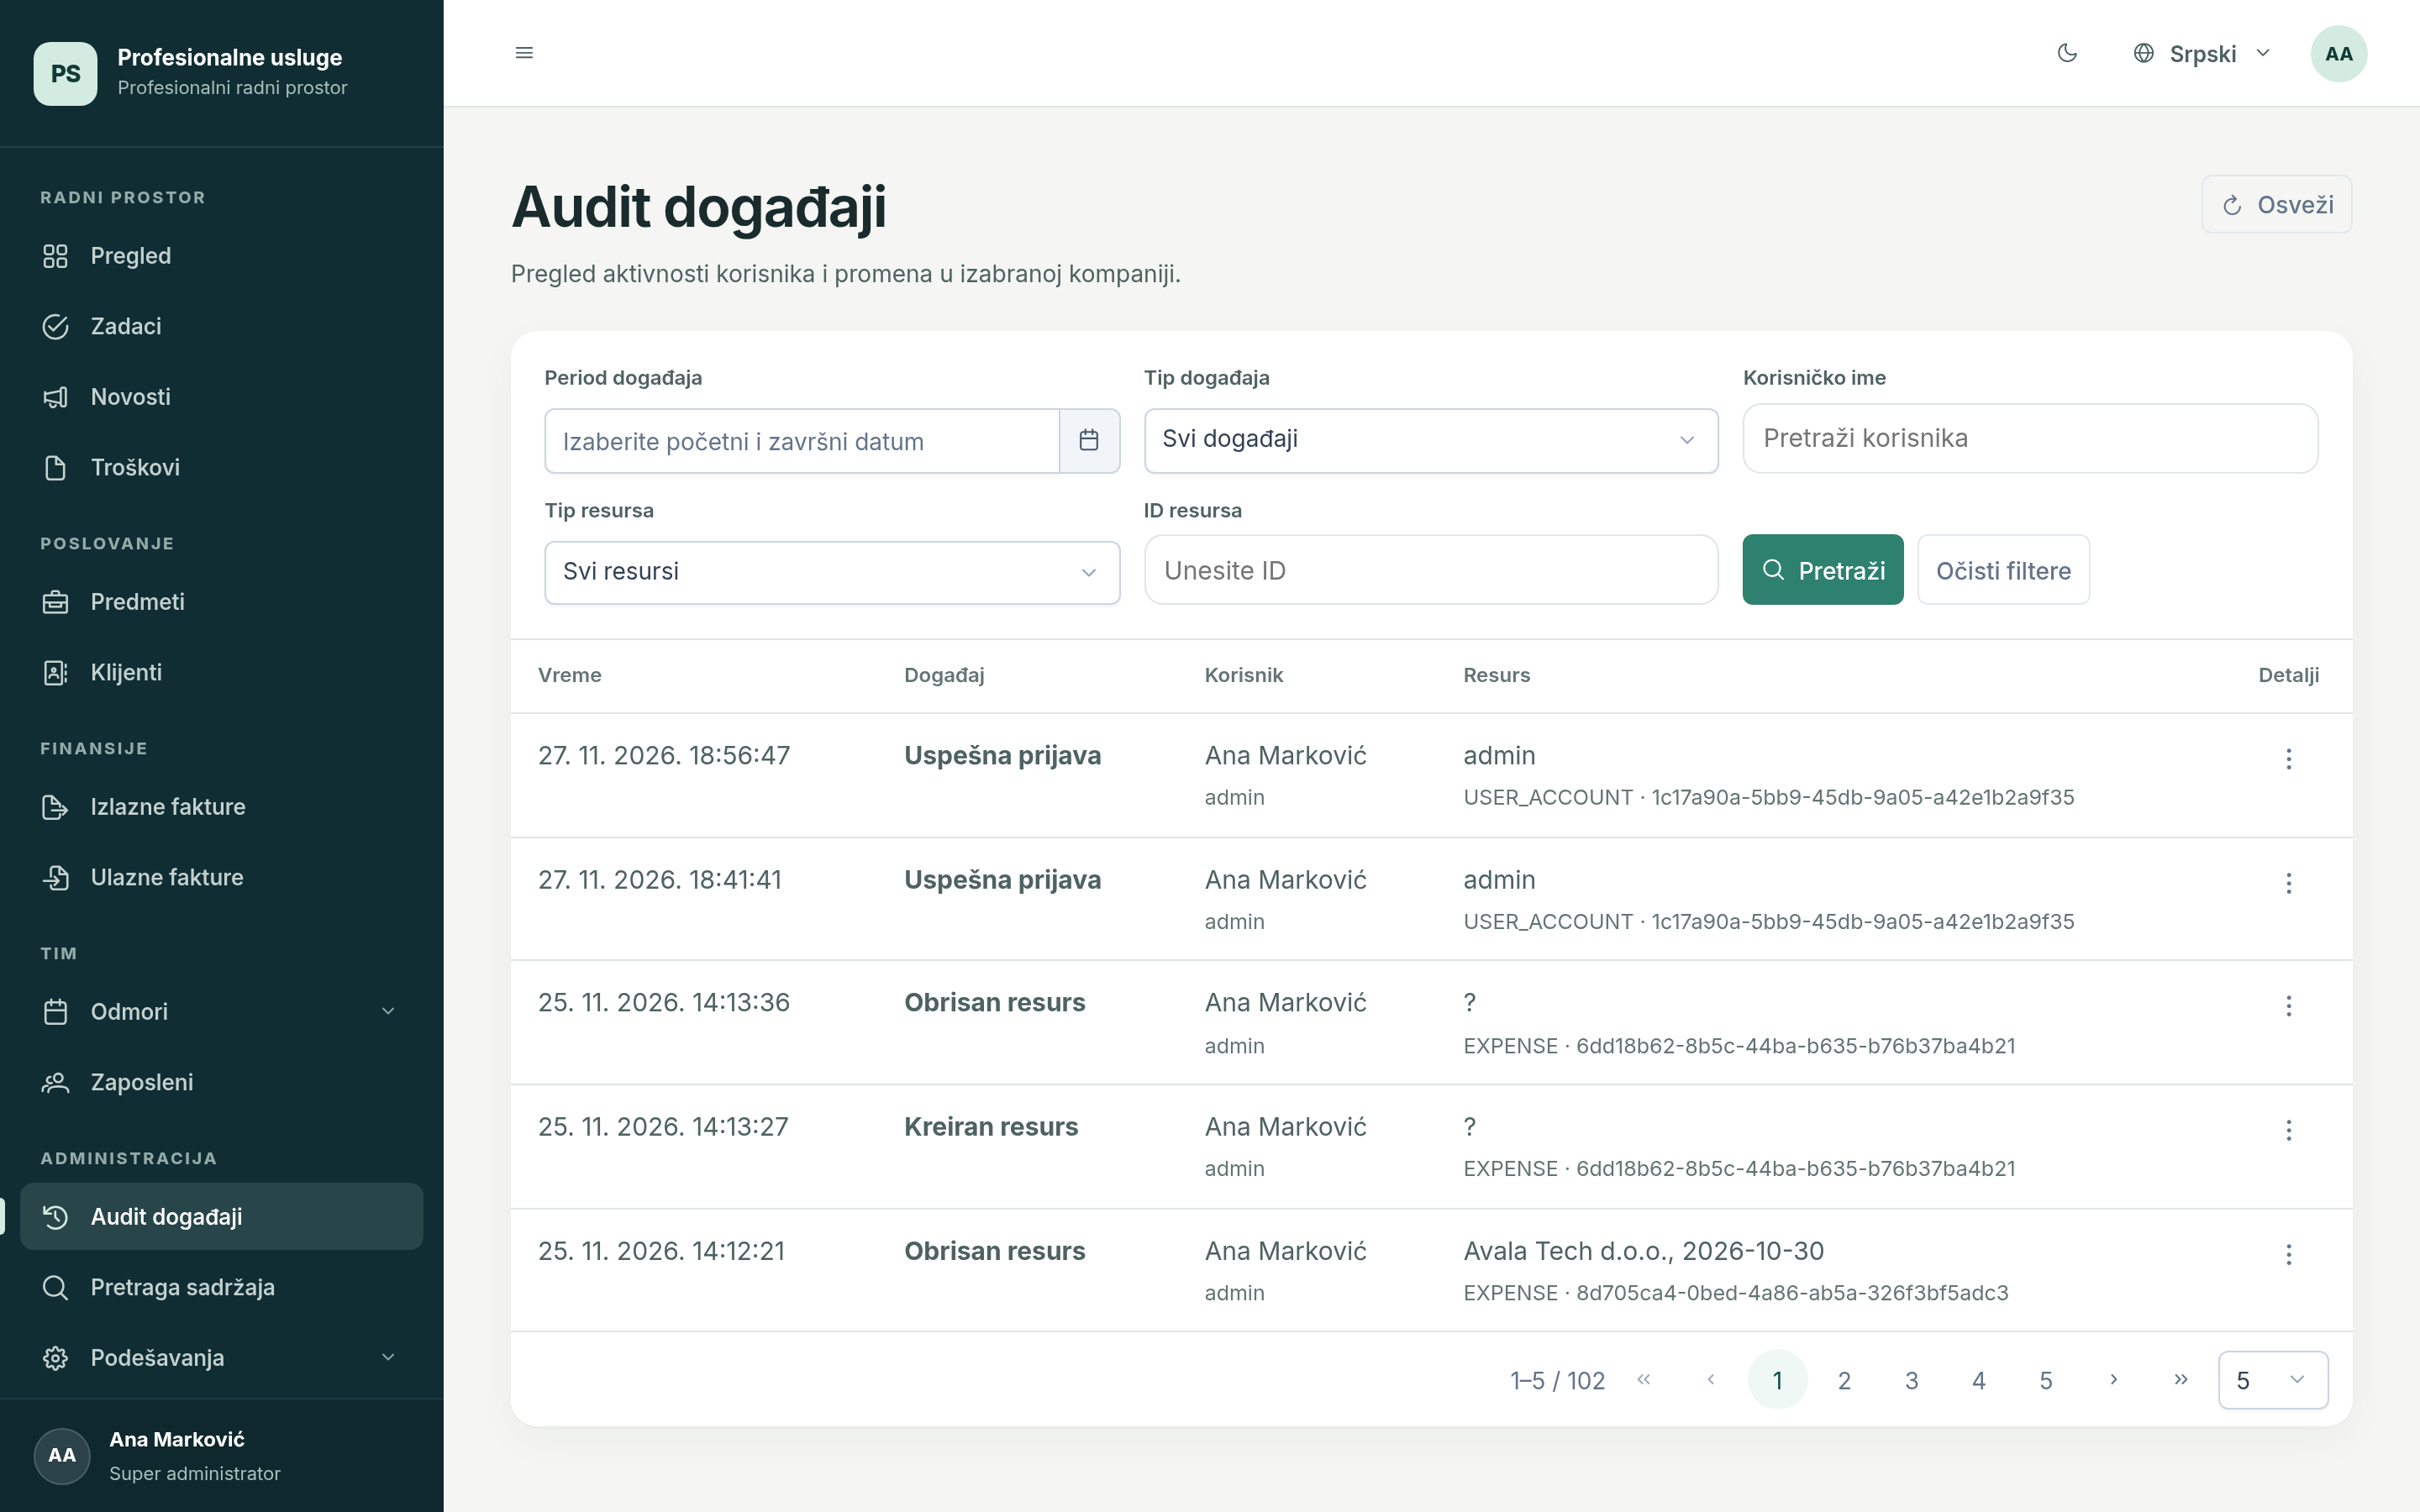 PS
Profesionalne usluge
Profesionalni radni prostor
RADNI PROSTOR
Pregled
Zadaci
Novosti
Troškovi
POSLOVANJE
Predmeti
Klijenti
FINANSIJE
Izlazne fakture
Ulazne fakture
TIM
Odmori
Zaposleni
ADMINISTRACIJA
Audit događaji
Pretraga sadržaja
Podešavanja
AA
Ana Marković
Super administrator
Srpski
AA
Audit događaji
Osveži
Pregled aktivnosti korisnika i promena u izabranoj kompaniji.
Period događaja Tip događaja Korisničko ime
Izaberite početni i završni datum Svi događaji Pretraži korisnika
Tip resursa ID resursa
Svi resursi Unesite ID Pretraži Očisti filtere
Vreme Događaj Korisnik Resurs Detalji
27. 11. 2026. 18:56:47 Uspešna prijava Ana Marković admin
admin USER_ACCOUNT · 1c17a90a-5bb9-45db-9a05-a42e1b2a9f35
27. 11. 2026. 18:41:41 Uspešna prijava Ana Marković admin
admin USER_ACCOUNT · 1c17a90a-5bb9-45db-9a05-a42e1b2a9f35
25. 11. 2026. 14:13:36 Obrisan resurs Ana Marković ?
admin EXPENSE · 6dd18b62-8b5c-44ba-b635-b76b37ba4b21
25. 11. 2026. 14:13:27 Kreiran resurs Ana Marković ?
admin EXPENSE · 6dd18b62-8b5c-44ba-b635-b76b37ba4b21
25. 11. 2026. 14:12:21 Obrisan resurs Ana Marković Avala Tech d.o.o., 2026-10-30
admin EXPENSE · 8d705ca4-0bed-4a86-ab5a-326f3bf5adc3
1–5 / 102 « ‹ 1 2 3 4 5 › » 5